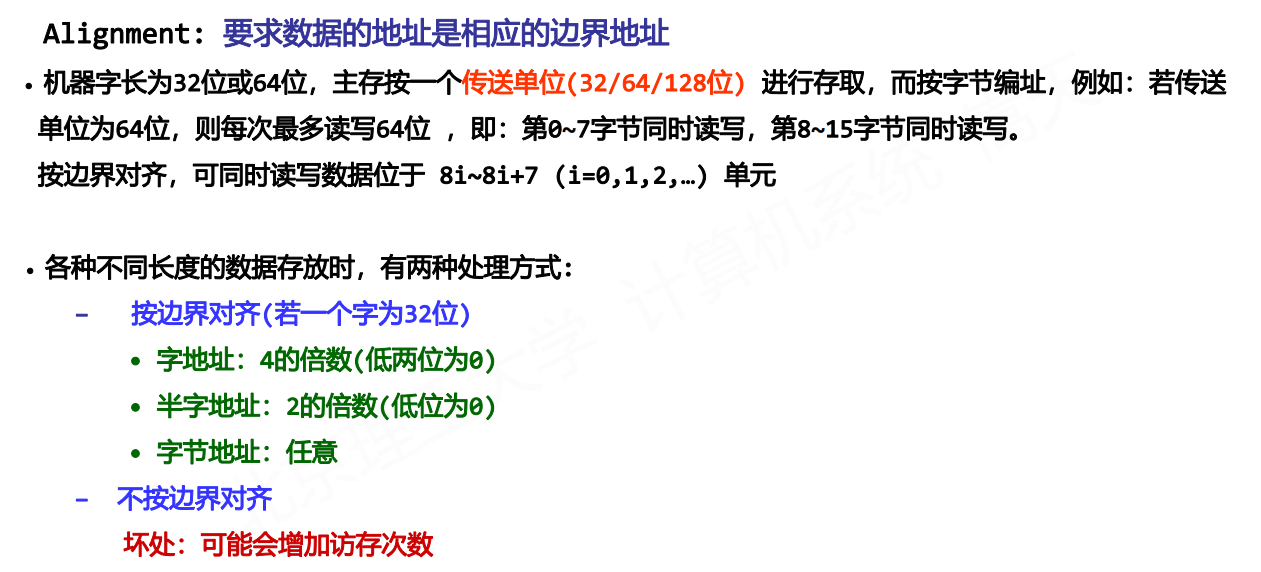 Alignment: 要求数据的地址是相应的边界地址
• 机器字长为32位或64位，主存按一个传送单位(32/64/128位) 进行存取，而按字节编址，例如：若传送
单位为64位，则每次最多读写64位 ，即：第0~7字节同时读写，第8~15字节同时读写。
按边界对齐，可同时读写数据位于 8i~8i+7 (i=0,1,2,…) 单元
• 各种不同长度的数据存放时，有两种处理方式：
– 按边界对齐(若一个字为32位)
• 字地址：4的倍数(低两位为0)
• 半字地址：2的倍数(低位为0)
• 字节地址：任意
– 不按边界对齐
坏处：可能会增加访存次数